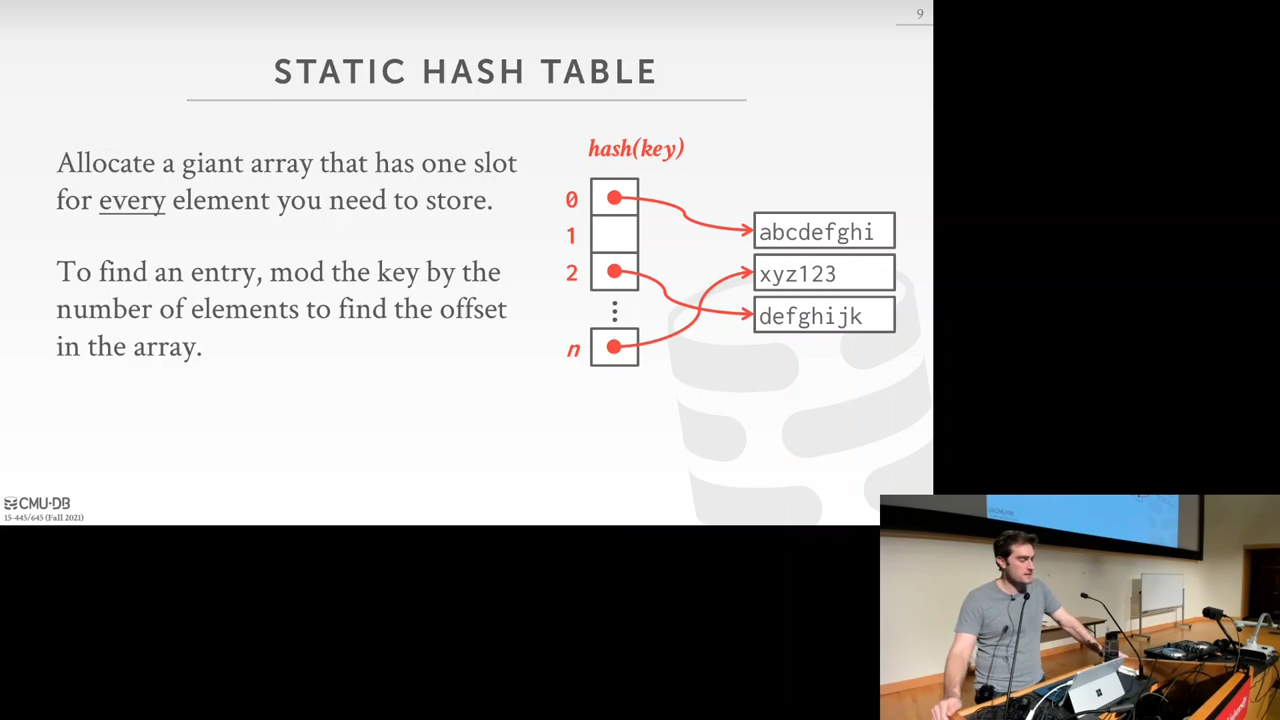 9
STATIC HASH TABLE
Allocate a giant array that has one slot
for every element you need to store.
To find an entry, mod the key by the
number of elements to find the offset
in the array.
hash(key)
0
1
2
⋮
n
abcdefghi
xyz123
defghijk
CMU·DB
15-445/645 (Fall 2021)